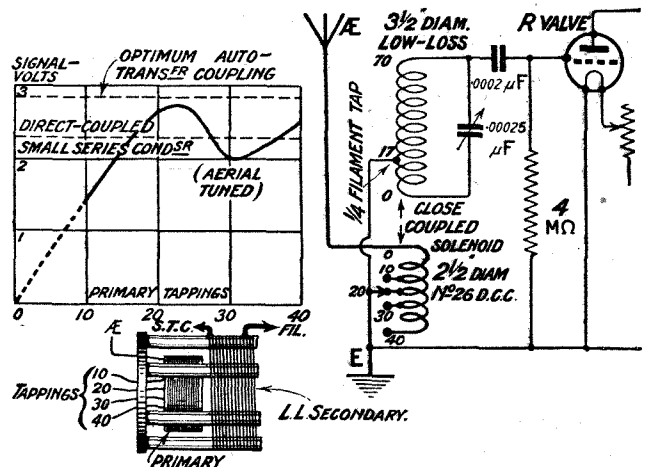 SIGNAL-
VOLTS
OPTIMUM AUTO-
TRANSFR COUPLING
3
DIRECT-COUPLED
SMALL SERIES CONDSR
2
(AERIAL
TUNED)
1
PRIMARY TAPPINGS
0
10
20
30
40
Æ
3½" DIAM.
LOW-LOSS
70
R VALVE
.0002 µF
.00025
µF
17
¼ FILAMENT TAP
0
CLOSE
COUPLED
SOLENOID
4
MΩ
0
10
20
30
40
2½" DIAM
No 26 D.C.C.
E
S.T.C.
FIL.
Æ
TAPPINGS
10
20
30
40
L.L SECONDARY.
PRIMARY